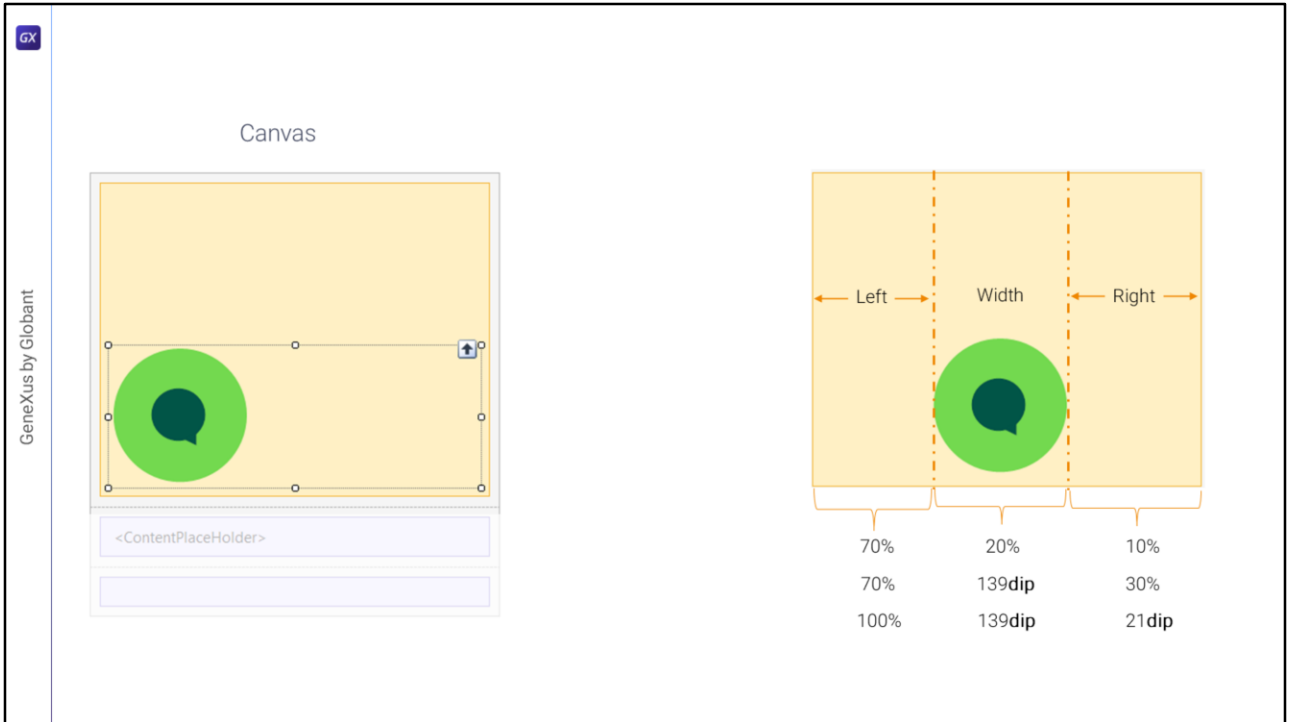 GX
GeneXus by Globant
Canvas
<ContentPlaceHolder>
Left
Width
Right
70% 20% 10%
70% 139dip 30%
100% 139dip 21dip